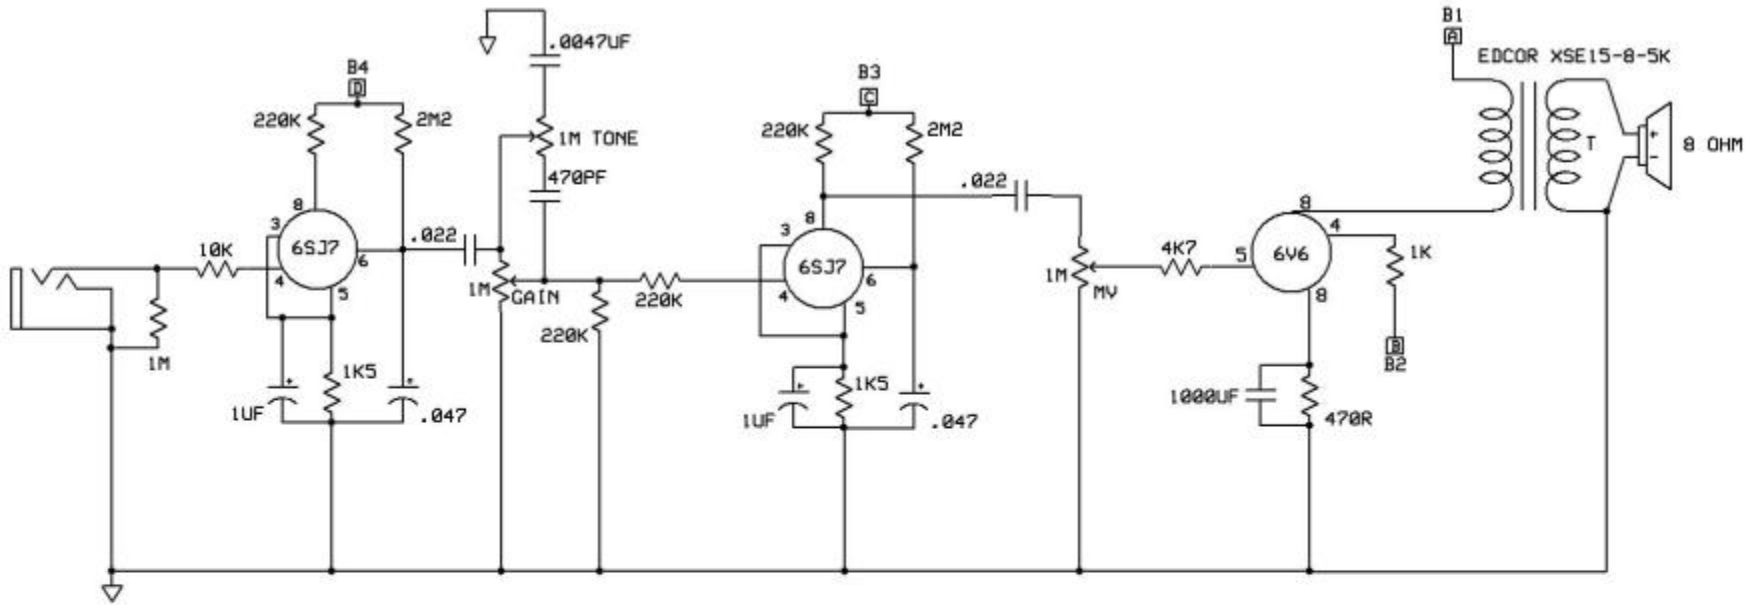 B1
A
EDCOR XSE15-8-5K
.0047UF
B4
D
B3
C
220K
2M2
1M TONE
220K
2M2
T
+
-
8 OHM
470PF
.022
8
3
6SJ7
6
4
5
10K
.022
8
3
6SJ7
6
4
5
8
4
6V6
5
8
4K7
1K
1M
GAIN
220K
1M
MV
220K
1M
B
B2
+
1K5
+
1UF
.047
+
1K5
+
1UF
.047
1000UF
470R